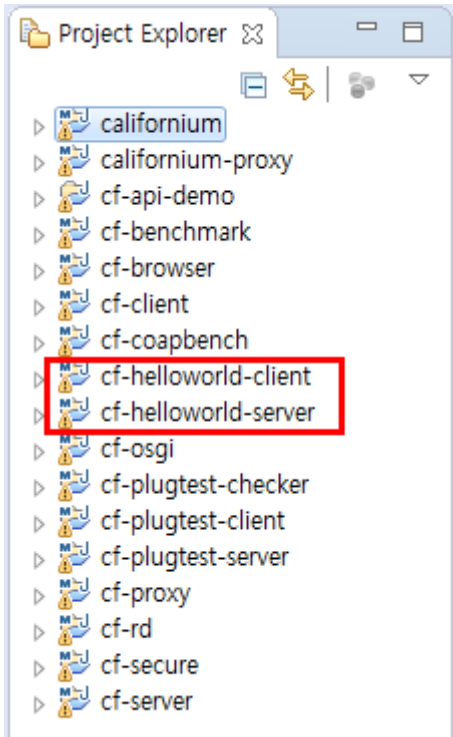 Project Explorer
californium
californium-proxy
cf-api-demo
cf-benchmark
cf-browser
cf-client
cf-coapbench
cf-helloworld-client
cf-helloworld-server
cf-osgi
cf-plugtest-checker
cf-plugtest-client
cf-plugtest-server
cf-proxy
cf-rd
cf-secure
cf-server